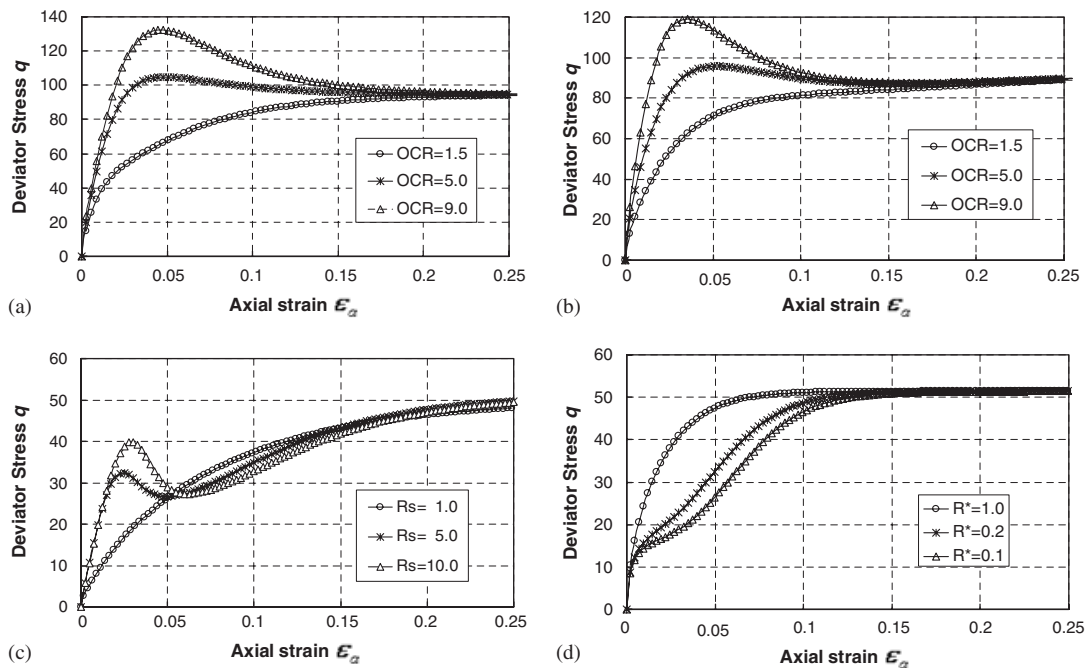 140
120
100
80
60
40
20
0
Deviator Stress q
OCR=1.5
OCR=5.0
OCR=9.0
0 0.05 0.1 0.15 0.2 0.25
(a) Axial strain ε_α
120
100
80
60
40
20
0
Deviator Stress q
OCR=1.5
OCR=5.0
OCR=9.0
0 0.05 0.1 0.15 0.2 0.25
(b) Axial strain ε_α
60
50
40
30
20
10
0
Deviator Stress q
Rs= 1.0
Rs= 5.0
Rs=10.0
0 0.05 0.1 0.15 0.2 0.25
(c) Axial strain ε_α
60
50
40
30
20
10
0
Deviator Stress q
R*=1.0
R*=0.2
R*=0.1
0 0.05 0.1 0.15 0.2 0.25
(d) Axial strain ε_α